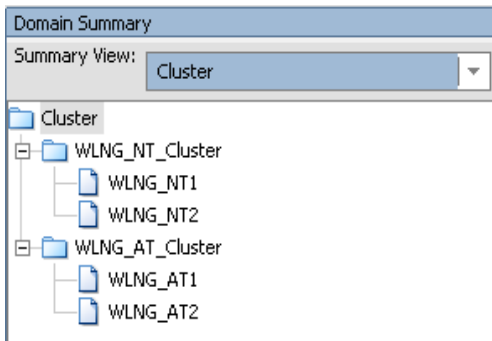 Domain Summary
Summary View:
Cluster
Cluster
WLNG_NT_Cluster
WLNG_NT1
WLNG_NT2
WLNG_AT_Cluster
WLNG_AT1
WLNG_AT2